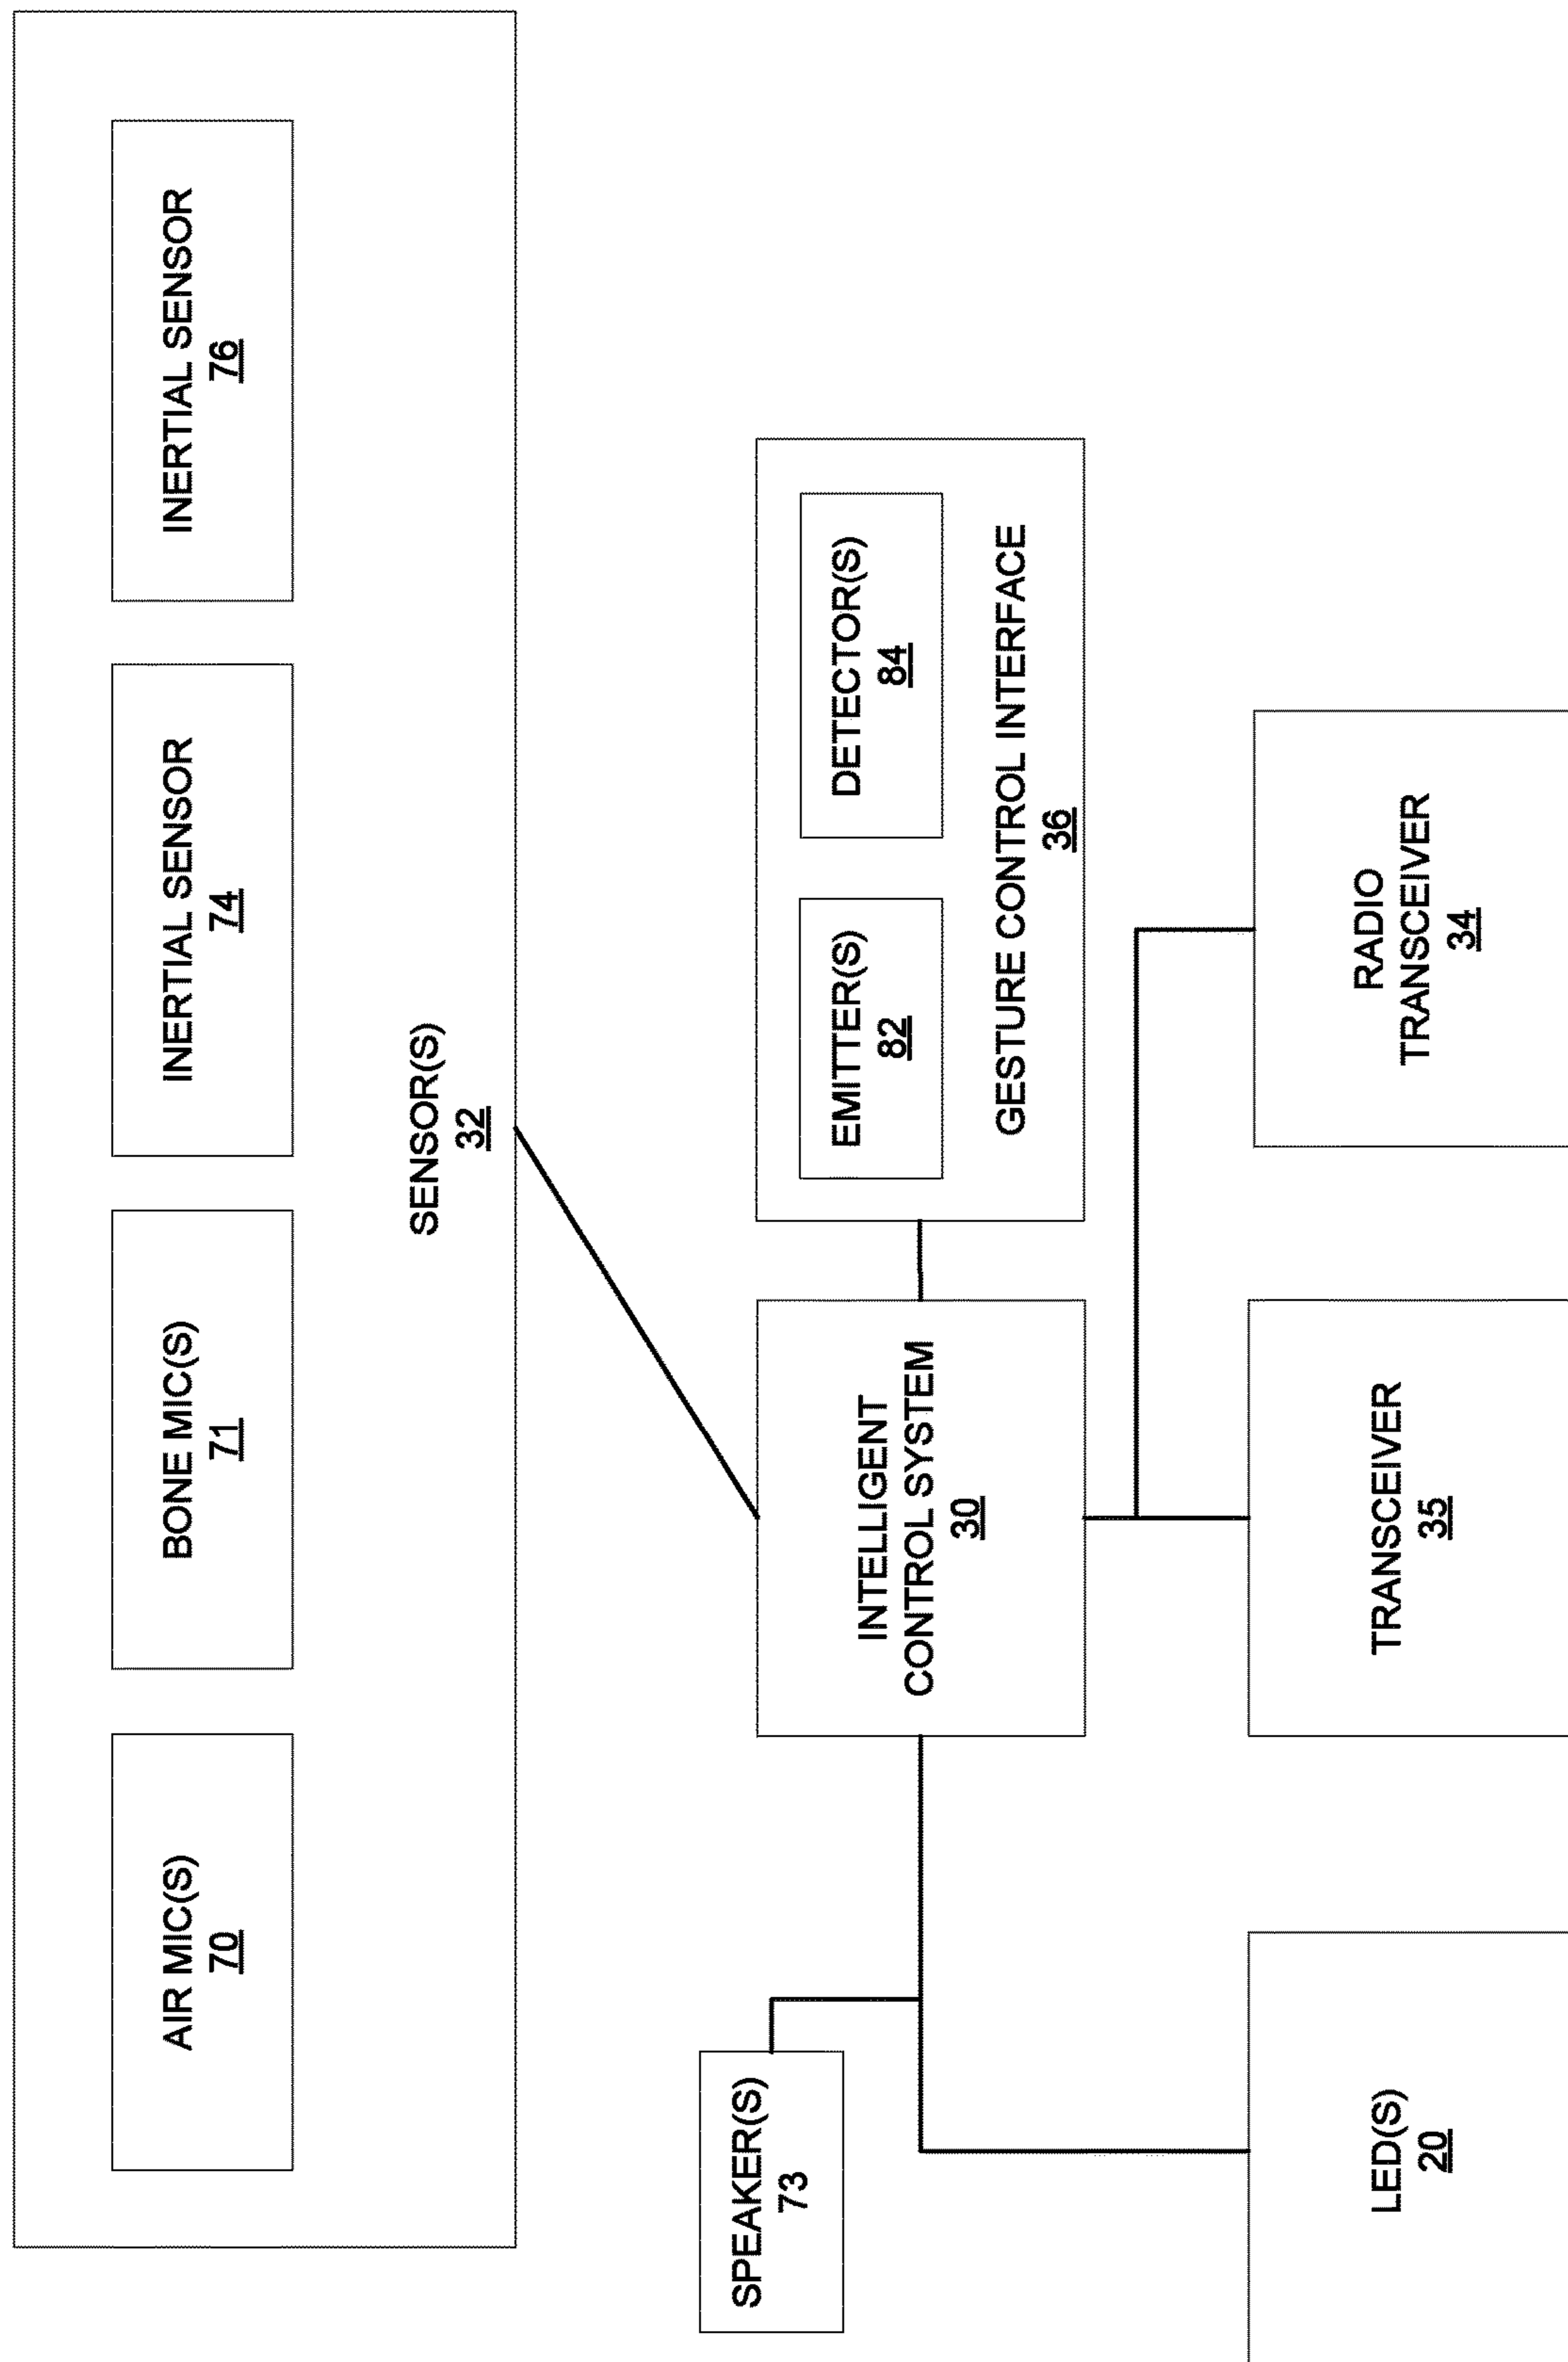 AIR MIC(S)
70
BONE MIC(S)
71
INERTIAL SENSOR
74
INERTIAL SENSOR
76
SENSOR(S)
32
SPEAKER(S)
73
INTELLIGENT
CONTROL SYSTEM
30
EMITTER(S)
82
DETECTOR(S)
84
GESTURE CONTROL INTERFACE
36
LED(S)
20
TRANSCEIVER
35
RADIO
TRANSCEIVER
34